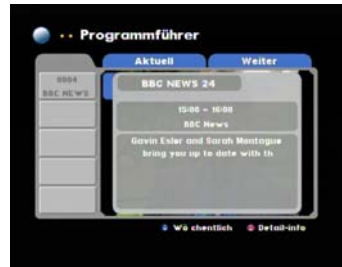 Programmführer
Aktuell Weiter
0004
BBC NEWS
BBC NEWS 24
15:00 - 16:00
BBC News
Gavin Esler and Sarah Montague
bring you up to date with th
Wö chentlich Detail-info